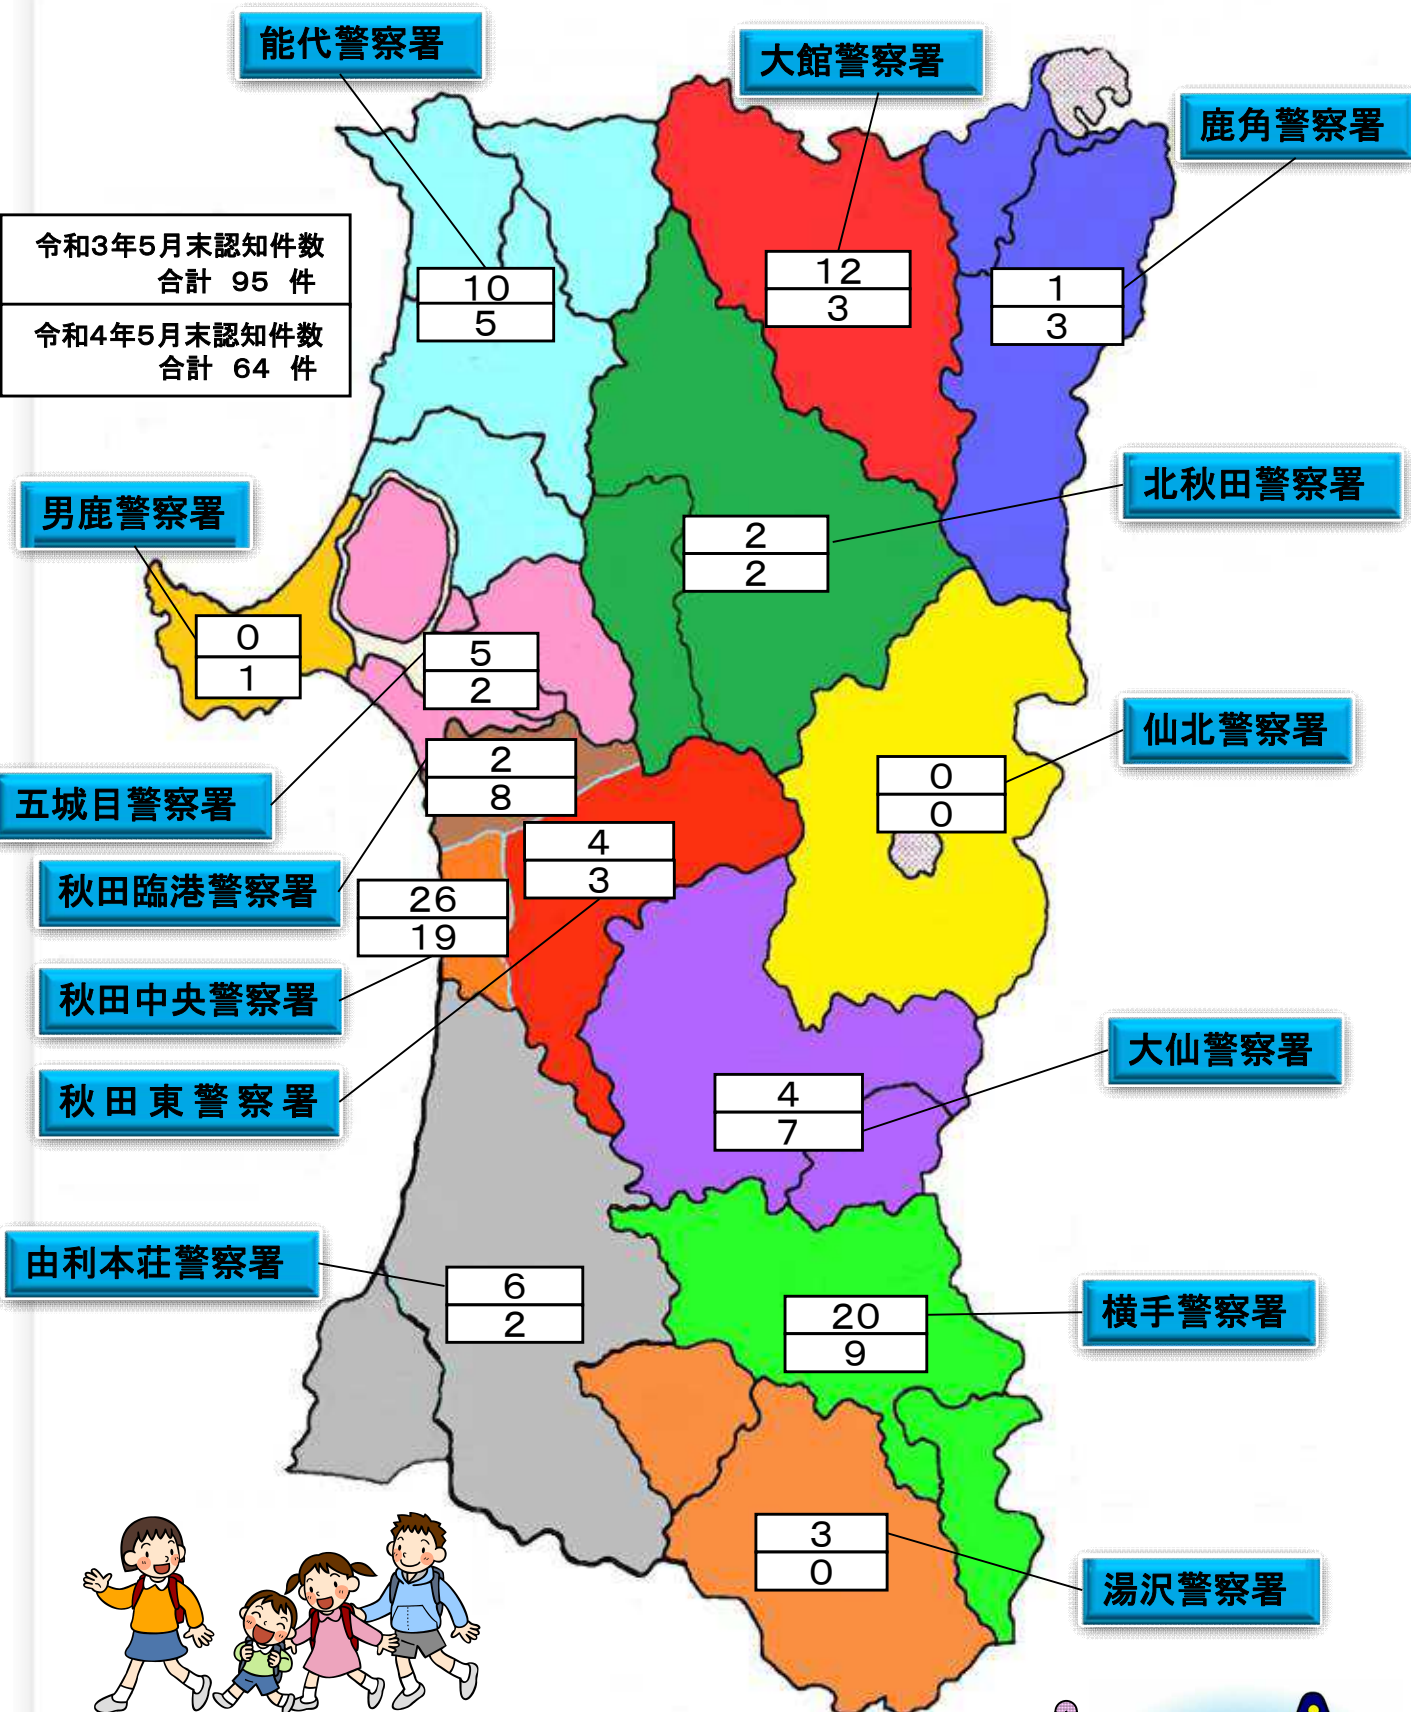 能代警察署
大館警察署
鹿角警察署
令和3年5月末認知件数
合計 95 件
令和4年5月末認知件数
合計 64 件
10
5
12
3
1
3
男鹿警察署
北秋田警察署
2
2
0
1
5
2
仙北警察署
2
8
0
0
五城目警察署
4
3
秋田臨港警察署
26
19
秋田中央警察署
大仙警察署
秋田東警察署
4
7
由利本荘警察署
6
2
横手警察署
20
9
3
0
湯沢警察署